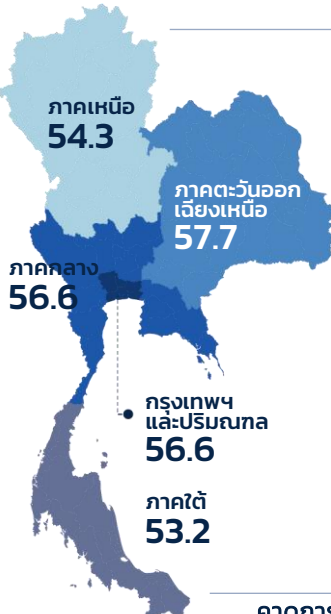 ภาคเหนือ
54.3
ภาคตะวันออก
เฉียงเหนือ
57.7
ภาคกลาง
56.6
กรุงเทพฯ
และปริมณฑล
56.6
ภาคใต้
53.2